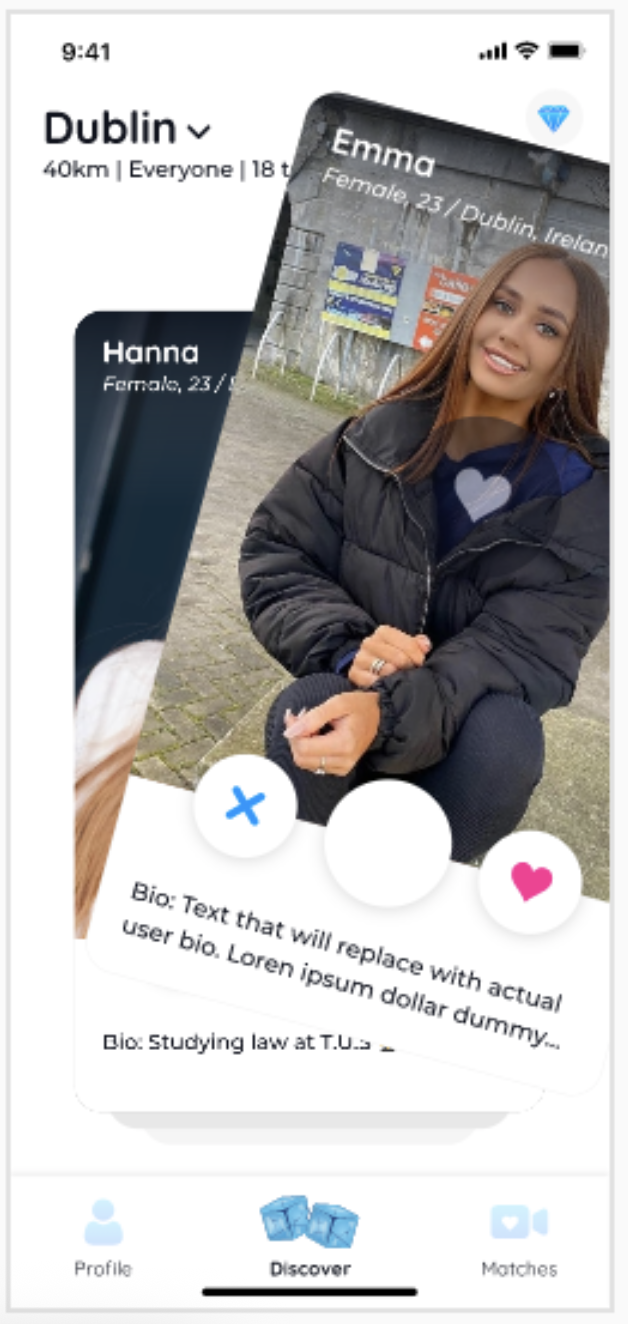 9:41
Dublin
40km | Everyone | 18 t
Emma
Female, 23 / Dublin, Irelan
Hanna
Female, 23 /
Bio: Text that will replace with actual
user bio. Loren ipsum dollar dummy...
Bio: Studying law at T.U.S
Profile
Discover
Matches